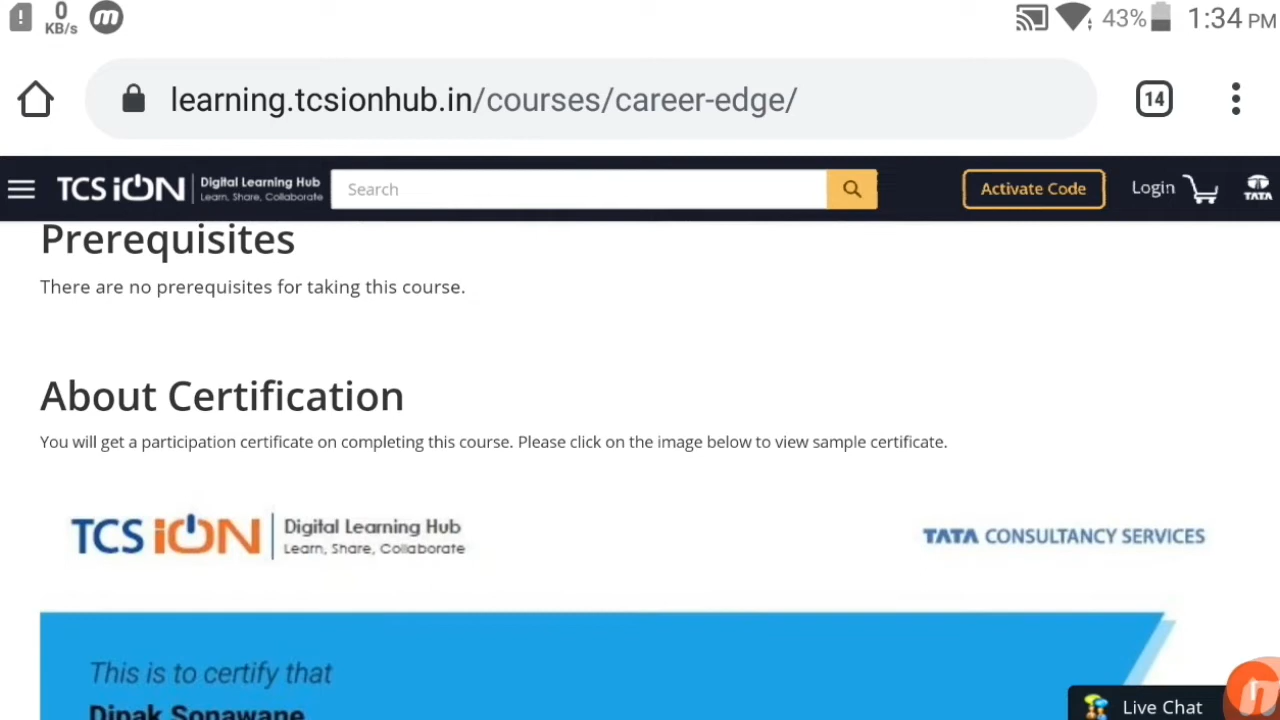 0
KB/s
43%
1:34 PM
learning.tcsionhub.in/courses/career-edge/
14
TCS iON
Digital Learning Hub
Learn, Share, Collaborate
Search
Activate Code
Login
TATA
Prerequisites
There are no prerequisites for taking this course.
About Certification
You will get a participation certificate on completing this course. Please click on the image below to view sample certificate.
TCS iON
Digital Learning Hub
Learn, Share, Collaborate
TATA CONSULTANCY SERVICES
This is to certify that
Dipak Sonawane
Live Chat